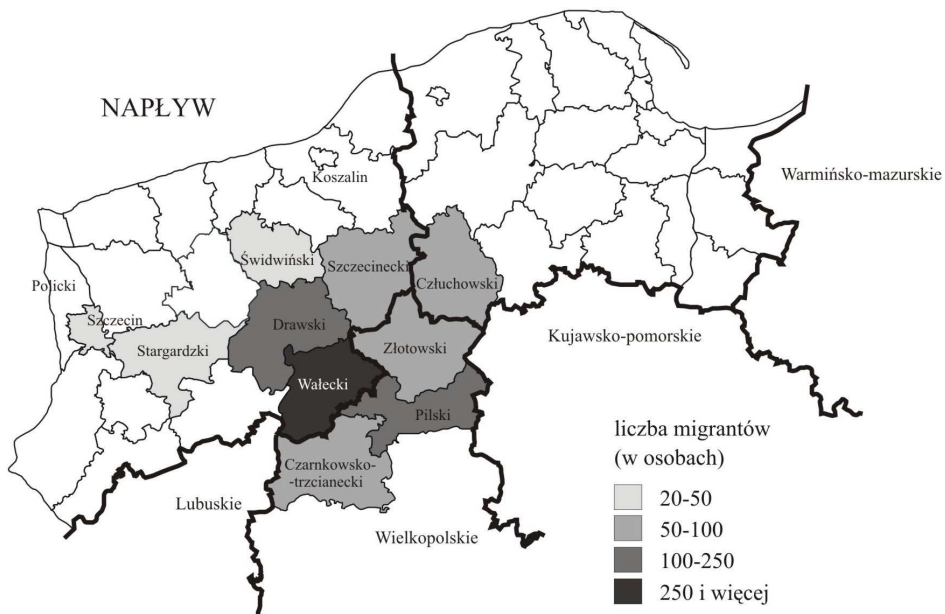 NAPŁYW
Koszalin
Warmińsko-mazurskie
Świdwiński
Szczecinecki
Policki
Człuchowski
Szczecin
Drawski
Kujawsko-pomorskie
Stargardzki
Złotowski
Wałecki
Pilski
liczba migrantów
(w osobach)
Czarnkowsko-
-trzcianecki
Lubuskie
Wielkopolskie
20-50
50-100
100-250
250 i więcej